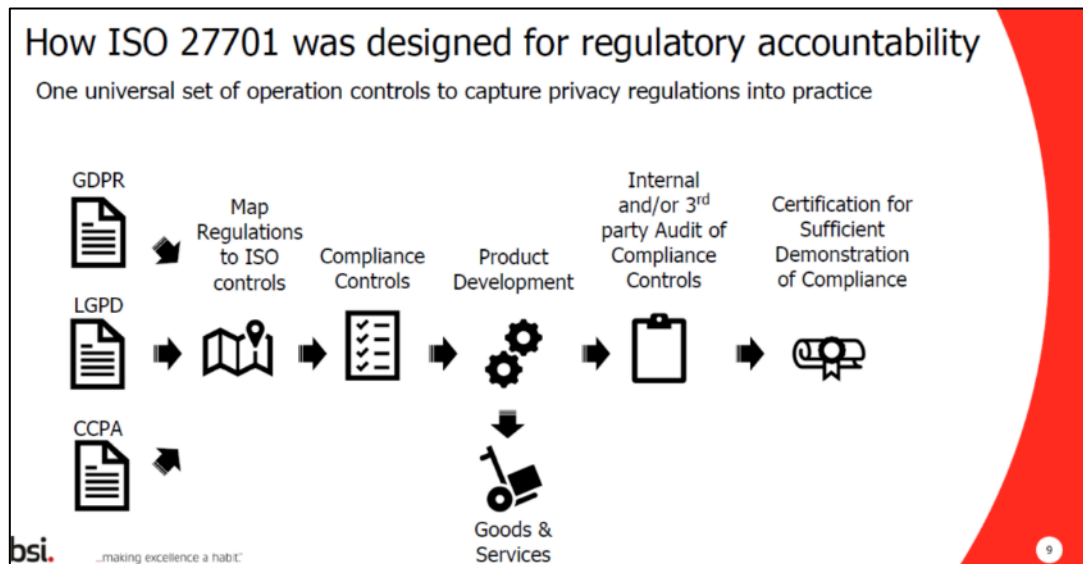 How ISO 27701 was designed for regulatory accountability
One universal set of operation controls to capture privacy regulations into practice
GDPR
LGPD
CCPA
Map
Regulations
to ISO
controls
Compliance
Controls
Product
Development
Goods &
Services
Internal
and/or 3rd
party Audit of
Compliance
Controls
Certification for
Sufficient
Demonstration
of Compliance
bsi.
...making excellence a habit.™
9